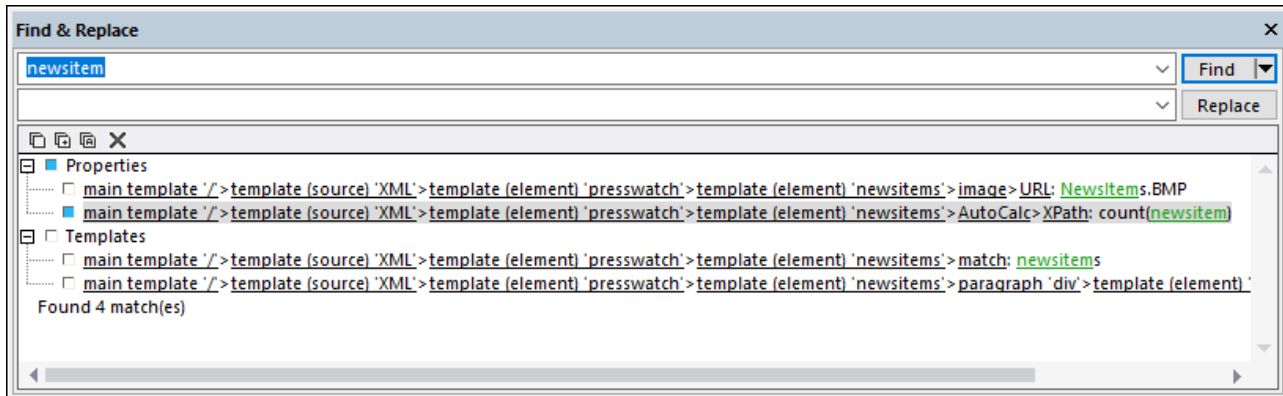 Find & Replace
newsitem
Find
Replace
Properties
main template '/'>template (source) 'XML'>template (element) 'presswatch'>template (element) 'newsitems'>image>URL: NewsItems.BMP
main template '/'>template (source) 'XML'>template (element) 'presswatch'>template (element) 'newsitems'>AutoCalc>XPath: count(newsitem)
Templates
main template '/'>template (source) 'XML'>template (element) 'presswatch'>template (element) 'newsitems'>match: newsitems
main template '/'>template (source) 'XML'>template (element) 'presswatch'>template (element) 'newsitems'>paragraph 'div'>template (element) '
Found 4 match(es)